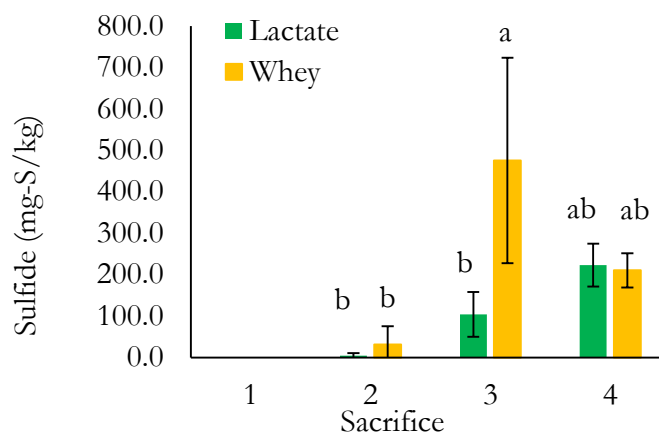 Sulfide (mg-S/kg)
800.0
700.0
600.0
500.0
400.0
300.0
200.0
100.0
0.0
Lactate
Whey
a
b b
b
ab ab
1 2 3 4
Sacrifice